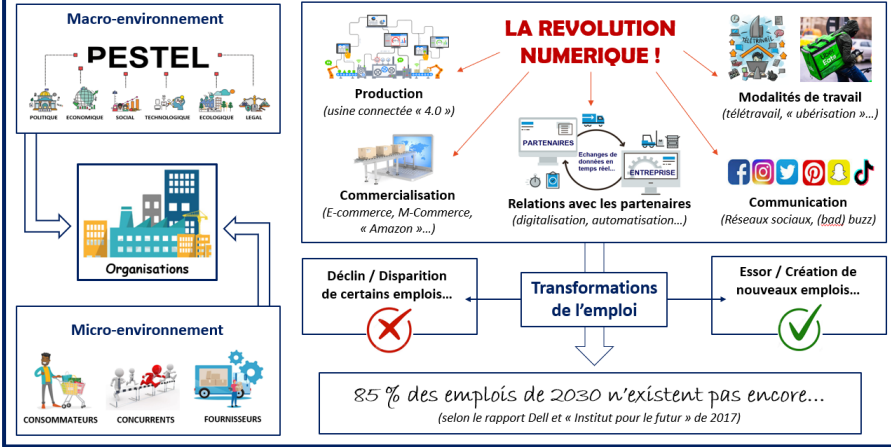 Macro-environnement
PESTEL
POLITIQUE ECONOMIQUE SOCIAL TECHNOLOGIQUE ECOLOGIQUE LEGAL
Organisations
Micro-environnement
CONSOMMATEURS CONCURRENTS FOURNISSEURS
LA REVOLUTION
NUMERIQUE !
Production
(usine connectée « 4.0 »)
TÉLÉTRAVAIL
Eats
Modalités de travail
(télétravail, « ubérisation »…)
Commercialisation
(E-commerce, M-Commerce,
« Amazon »…)
PARTENAIRES
Echanges de
données en
temps réel...
ENTREPRISE
Relations avec les partenaires
(digitalisation, automatisation…)
Communication
(Réseaux sociaux, (bad) buzz)
Déclin / Disparition
de certains emplois…
Transformations
de l’emploi
Essor / Création de
nouveaux emplois…
85 % des emplois de 2030 n’existent pas encore…
(selon le rapport Dell et « Institut pour le futur » de 2017)